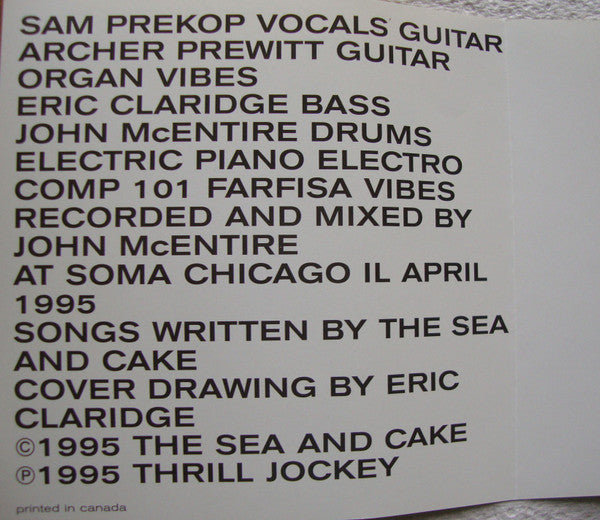 SAM PREKOP VOCALS GUITAR
ARCHER PREWITT GUITAR
ORGAN VIBES
ERIC CLARIDGE BASS
JOHN McENTIRE DRUMS
ELECTRIC PIANO ELECTRO
COMP 101 FARFISA VIBES
RECORDED AND MIXED BY
JOHN McENTIRE
AT SOMA CHICAGO IL APRIL
1995
SONGS WRITTEN BY THE SEA
AND CAKE
COVER DRAWING BY ERIC
CLARIDGE
©1995 THE SEA AND CAKE
℗1995 THRILL JOCKEY
printed in canada